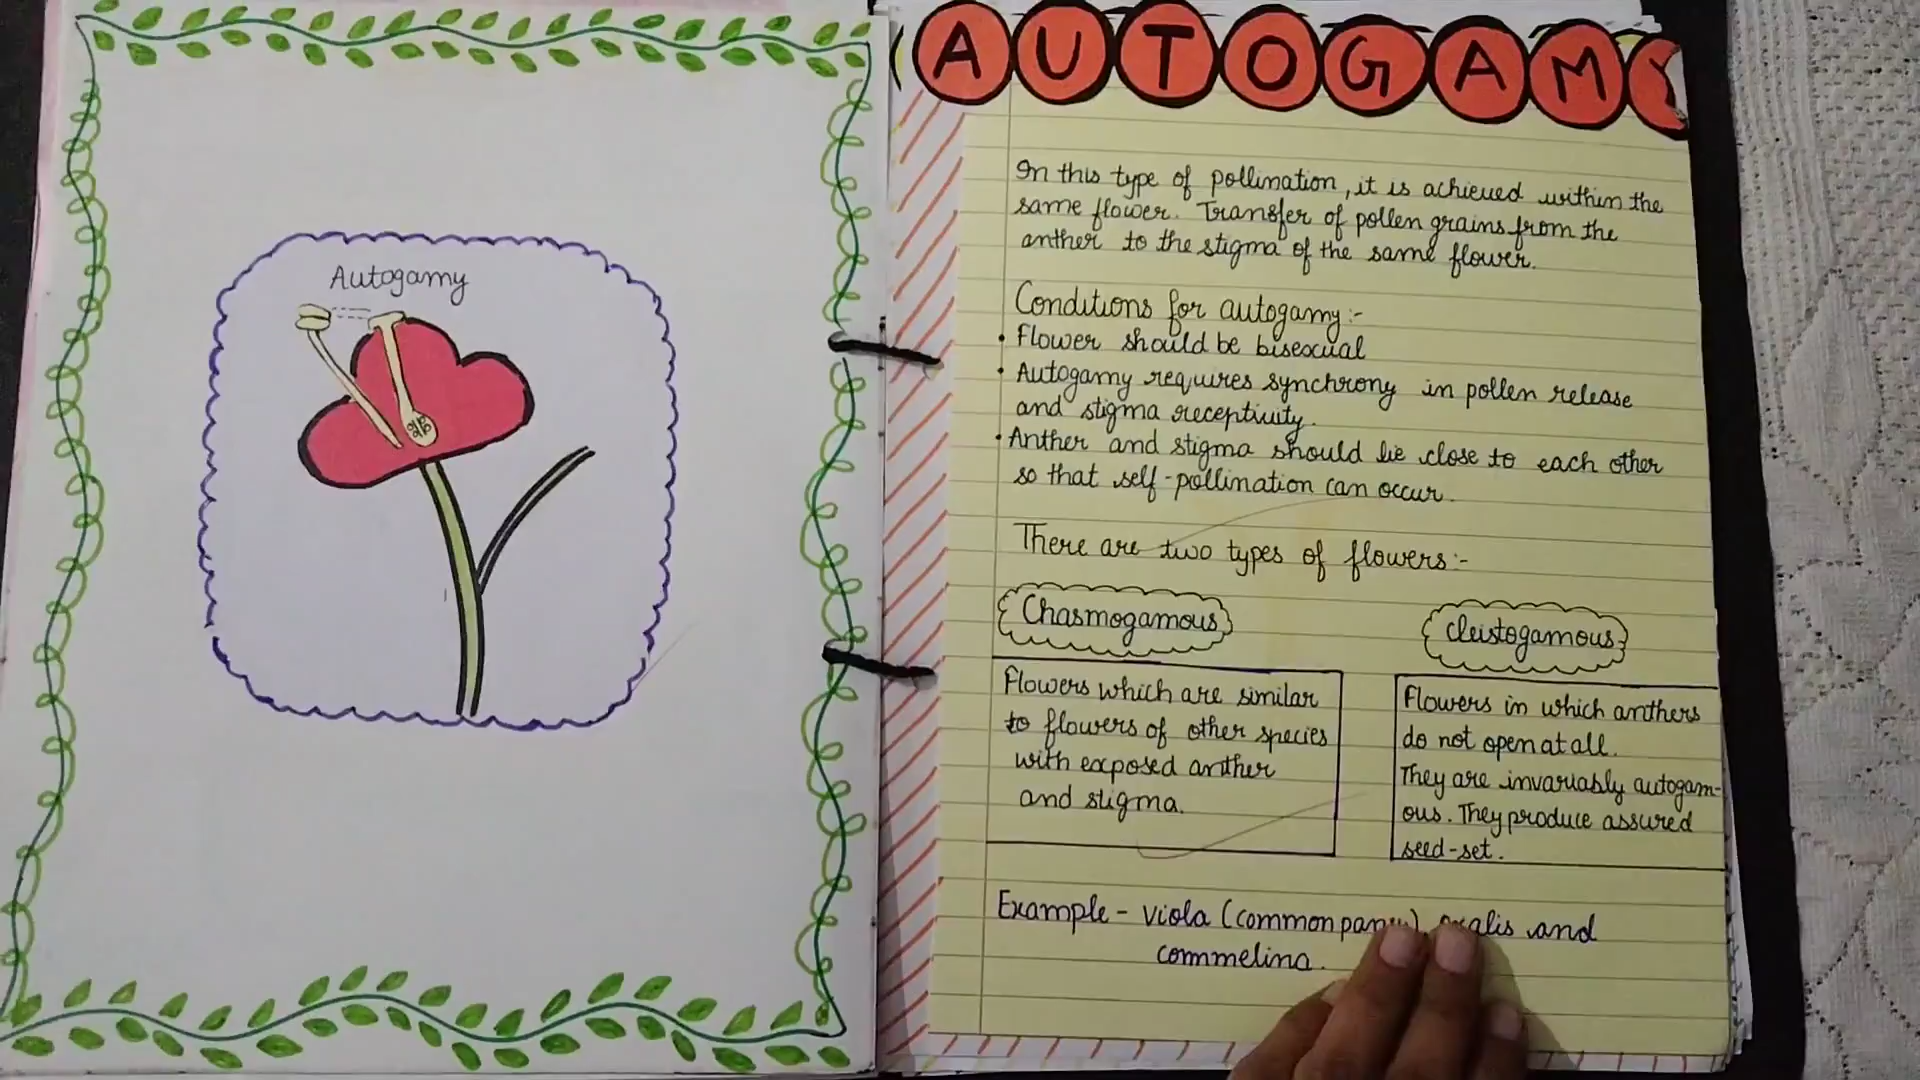 Autogamy
AUTOGAMY
In this type of pollination, it is achieved within the
same flower. Transfer of pollen grains from the
anther to the stigma of the same flower.
Conditions for autogamy:-
• Flower should be bisexual
• Autogamy requires synchrony in pollen release
and stigma receptivity.
• Anther and stigma should lie close to each other
so that self-pollination can occur.
There are two types of flowers:-
Chasmogamous
Cleistogamous
Flowers which are similar
to flowers of other species
with exposed anther
and stigma.
Flowers in which anthers
do not open at all.
They are invariably autogam-
ous. They produce assured
seed-set.
Example - Viola (common pansy), oxalis and
commelina.